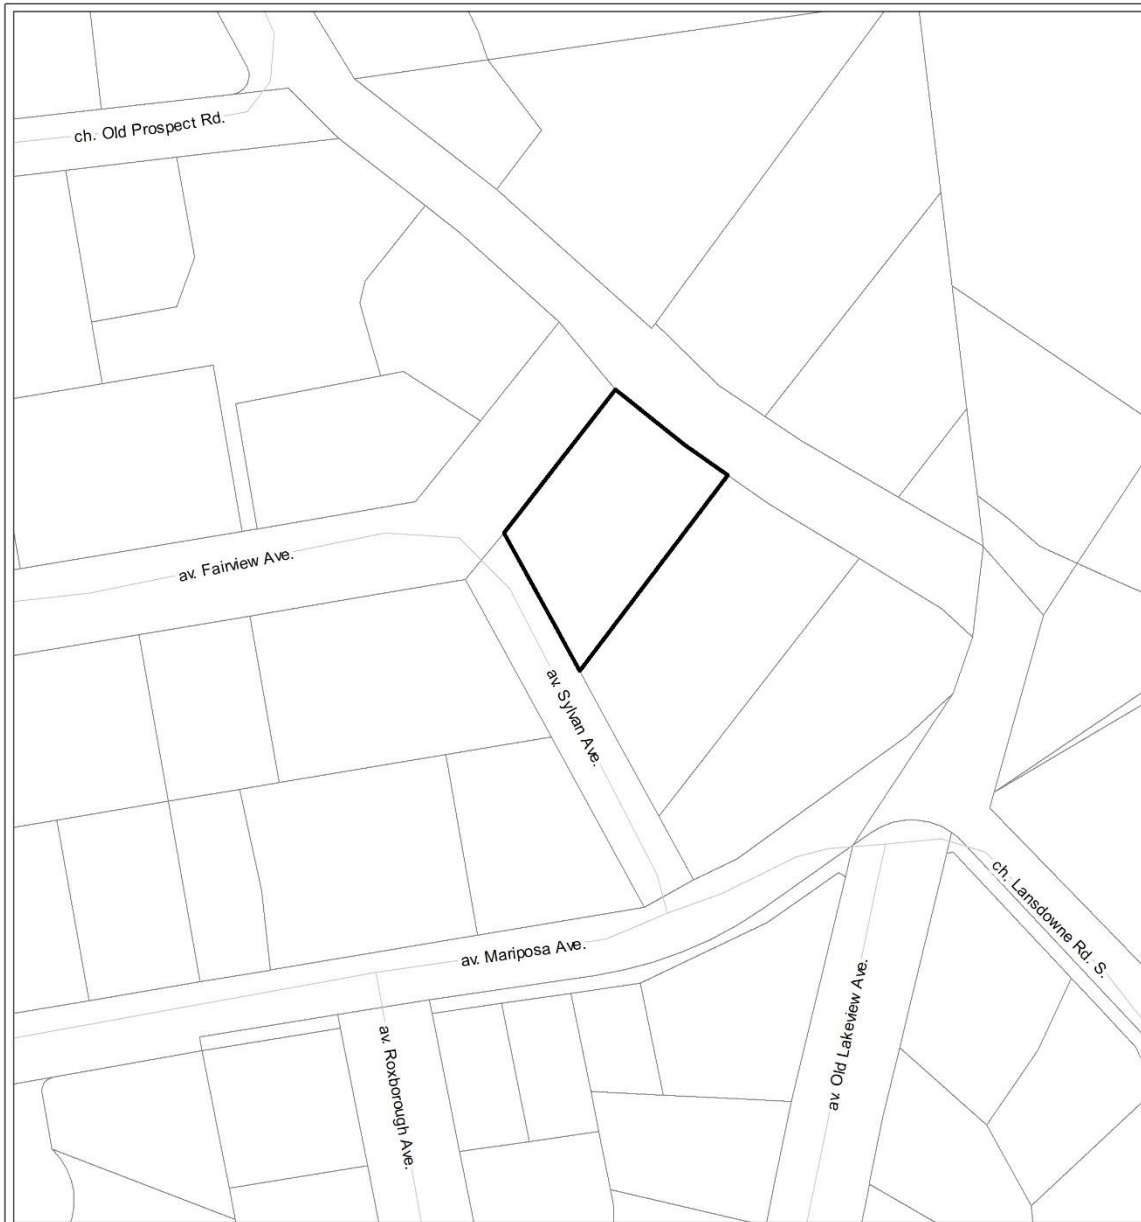 ch. Old Prospect Rd.
av. Fairview Ave.
av. Sylvan Ave.
ch. Lansdowne Rd. S.
av. Mariposa Ave.
av. Old Lakeview Ave.
av. Roxborough Ave.